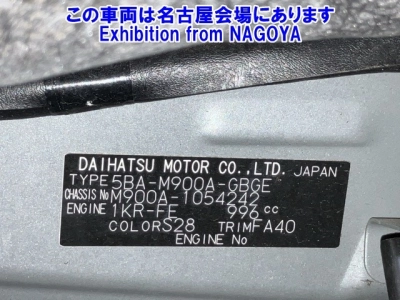 この車両は名古屋会場にあります
Exhibition from NAGOYA
DAIHATSU MOTOR CO.,LTD. JAPAN
TYPE 5BA-M900A-GBGE
CHASSIS No M900A-1054242
ENGINE 1KR-FE 996 cc
COLOR S28 TRIM FA40
ENGINE No